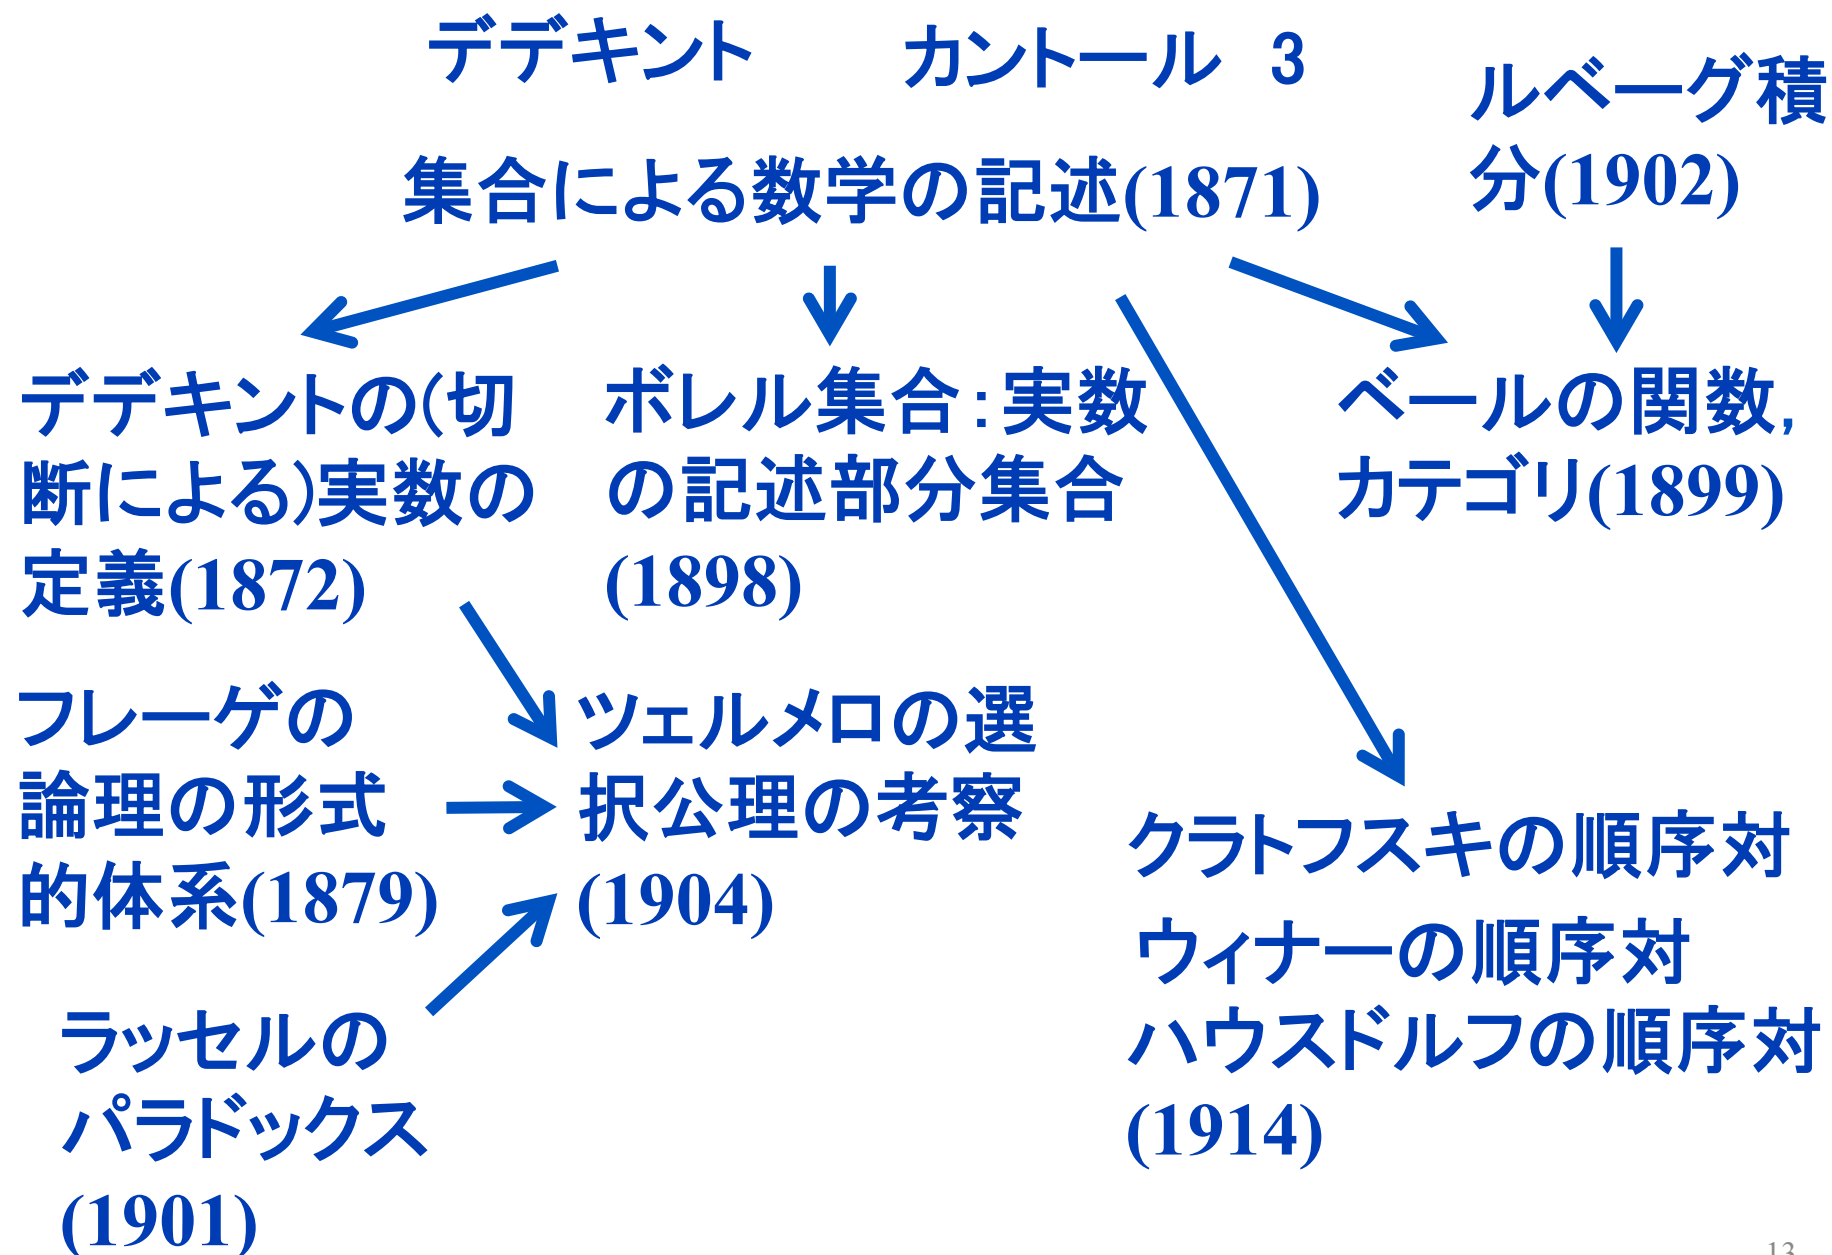 デデキント　カントール 3
集合による数学の記述(1871)
ルベーグ積
分(1902)
デデキントの(切
断による)実数の
定義(1872)
ボレル集合:実数
の記述部分集合
(1898)
ベールの関数,
カテゴリ(1899)
フレーゲの
論理の形式
的体系(1879)
ツェルメロの選
択公理の考察
(1904)
クラトフスキの順序対
ウィナーの順序対
ハウスドルフの順序対
(1914)
ラッセルの
パラドックス
(1901)
13